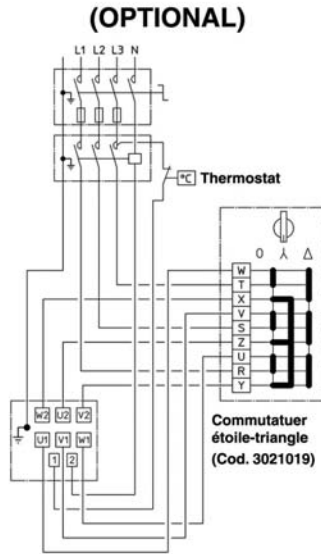 (OPTIONAL)
L1 L2 L3 N
°C Thermostat
0 Y Δ
W
T
X
V
S
Z
U
R
Y
W2 U2 V2
U1 V1 W1
1 2
Commutatuer
étoile-triangle
(Cod. 3021019)